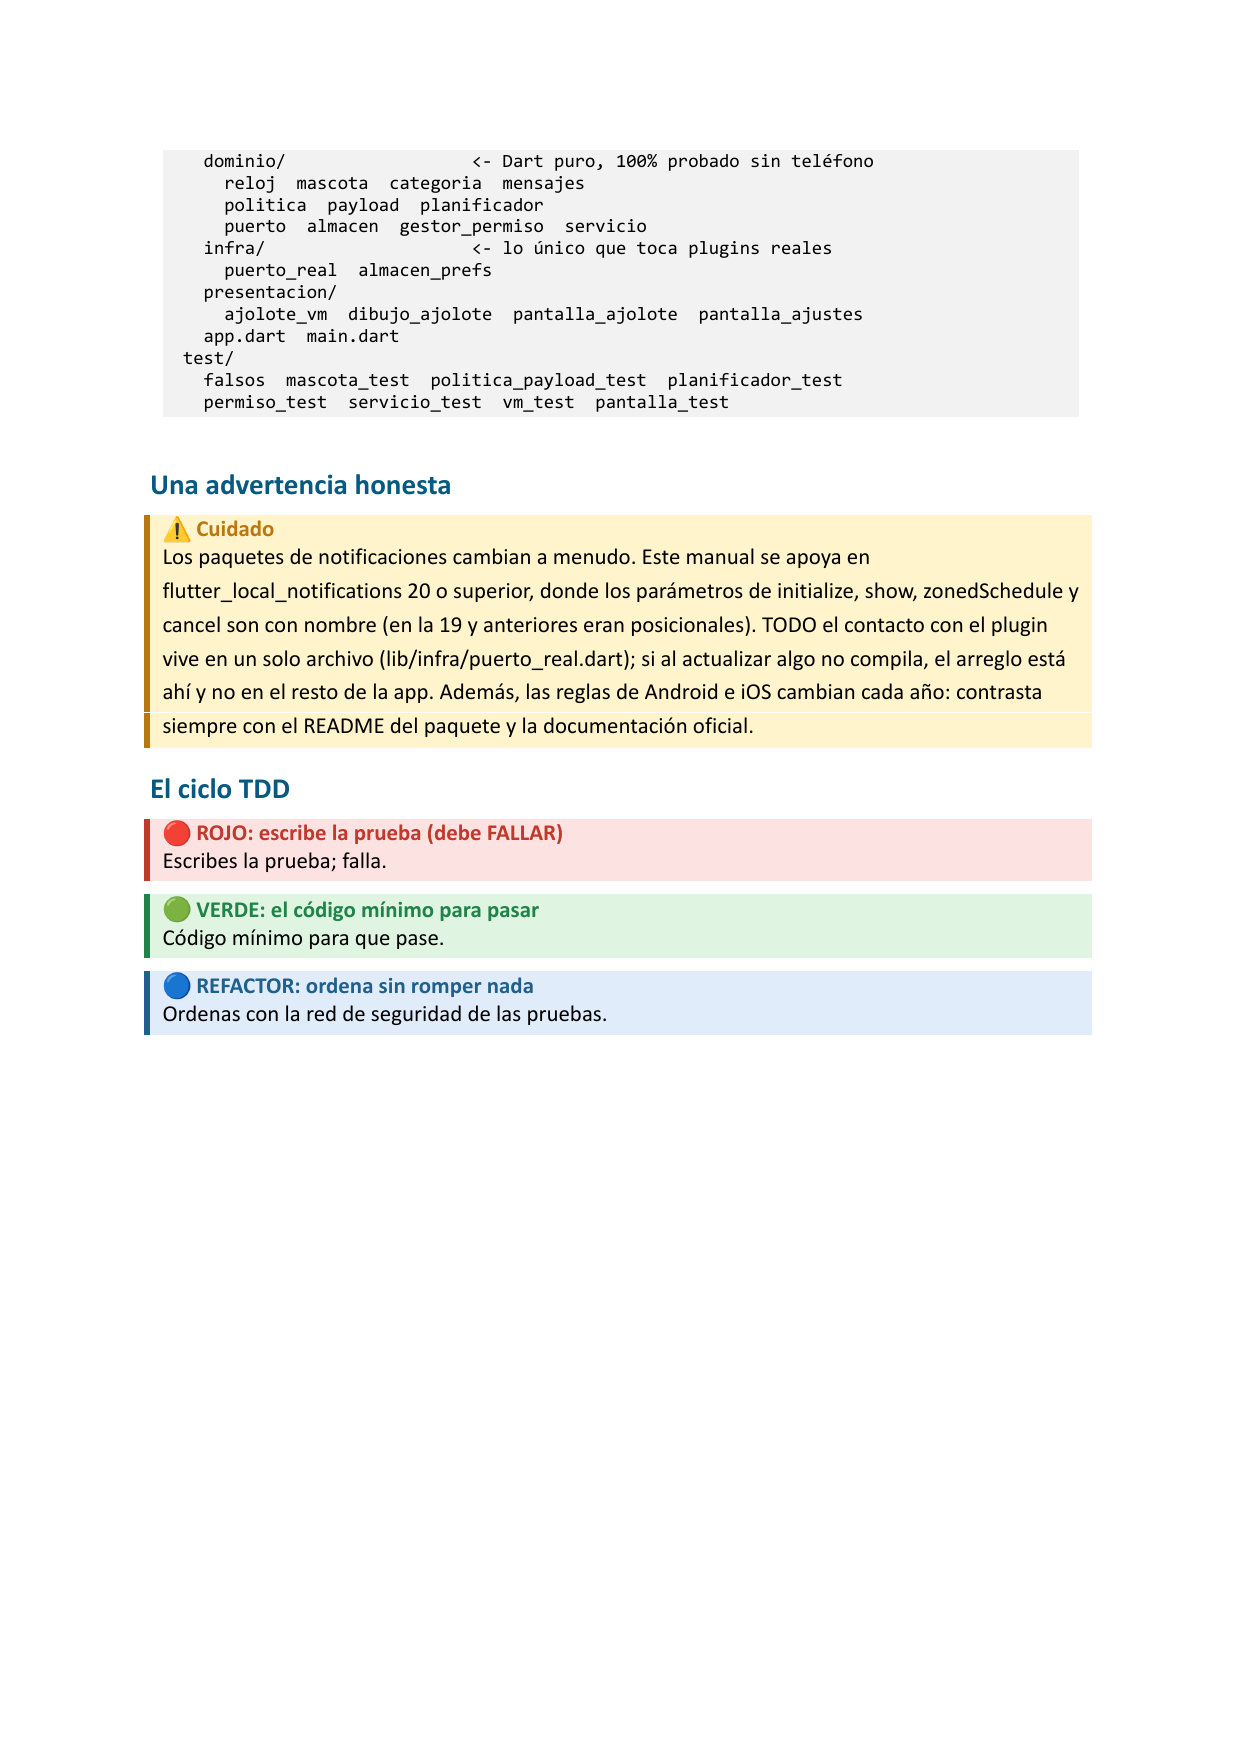 dominio/                  <- Dart puro, 100% probado sin teléfono
  reloj  mascota  categoria  mensajes
  politica  payload  planificador
  puerto  almacen  gestor_permiso  servicio
infra/                    <- lo único que toca plugins reales
  puerto_real  almacen_prefs
presentacion/
  ajolote_vm  dibujo_ajolote  pantalla_ajolote  pantalla_ajustes
app.dart  main.dart
test/
falsos  mascota_test  politica_payload_test  planificador_test
permiso_test  servicio_test  vm_test  pantalla_test
Una advertencia honesta
⚠️ Cuidado
Los paquetes de notificaciones cambian a menudo. Este manual se apoya en
flutter_local_notifications 20 o superior, donde los parámetros de initialize, show, zonedSchedule y
cancel son con nombre (en la 19 y anteriores eran posicionales). TODO el contacto con el plugin
vive en un solo archivo (lib/infra/puerto_real.dart); si al actualizar algo no compila, el arreglo está
ahí y no en el resto de la app. Además, las reglas de Android e iOS cambian cada año: contrasta
siempre con el README del paquete y la documentación oficial.
El ciclo TDD
🔴 ROJO: escribe la prueba (debe FALLAR)
Escribes la prueba; falla.
🟢 VERDE: el código mínimo para pasar
Código mínimo para que pase.
🔵 REFACTOR: ordena sin romper nada
Ordenas con la red de seguridad de las pruebas.